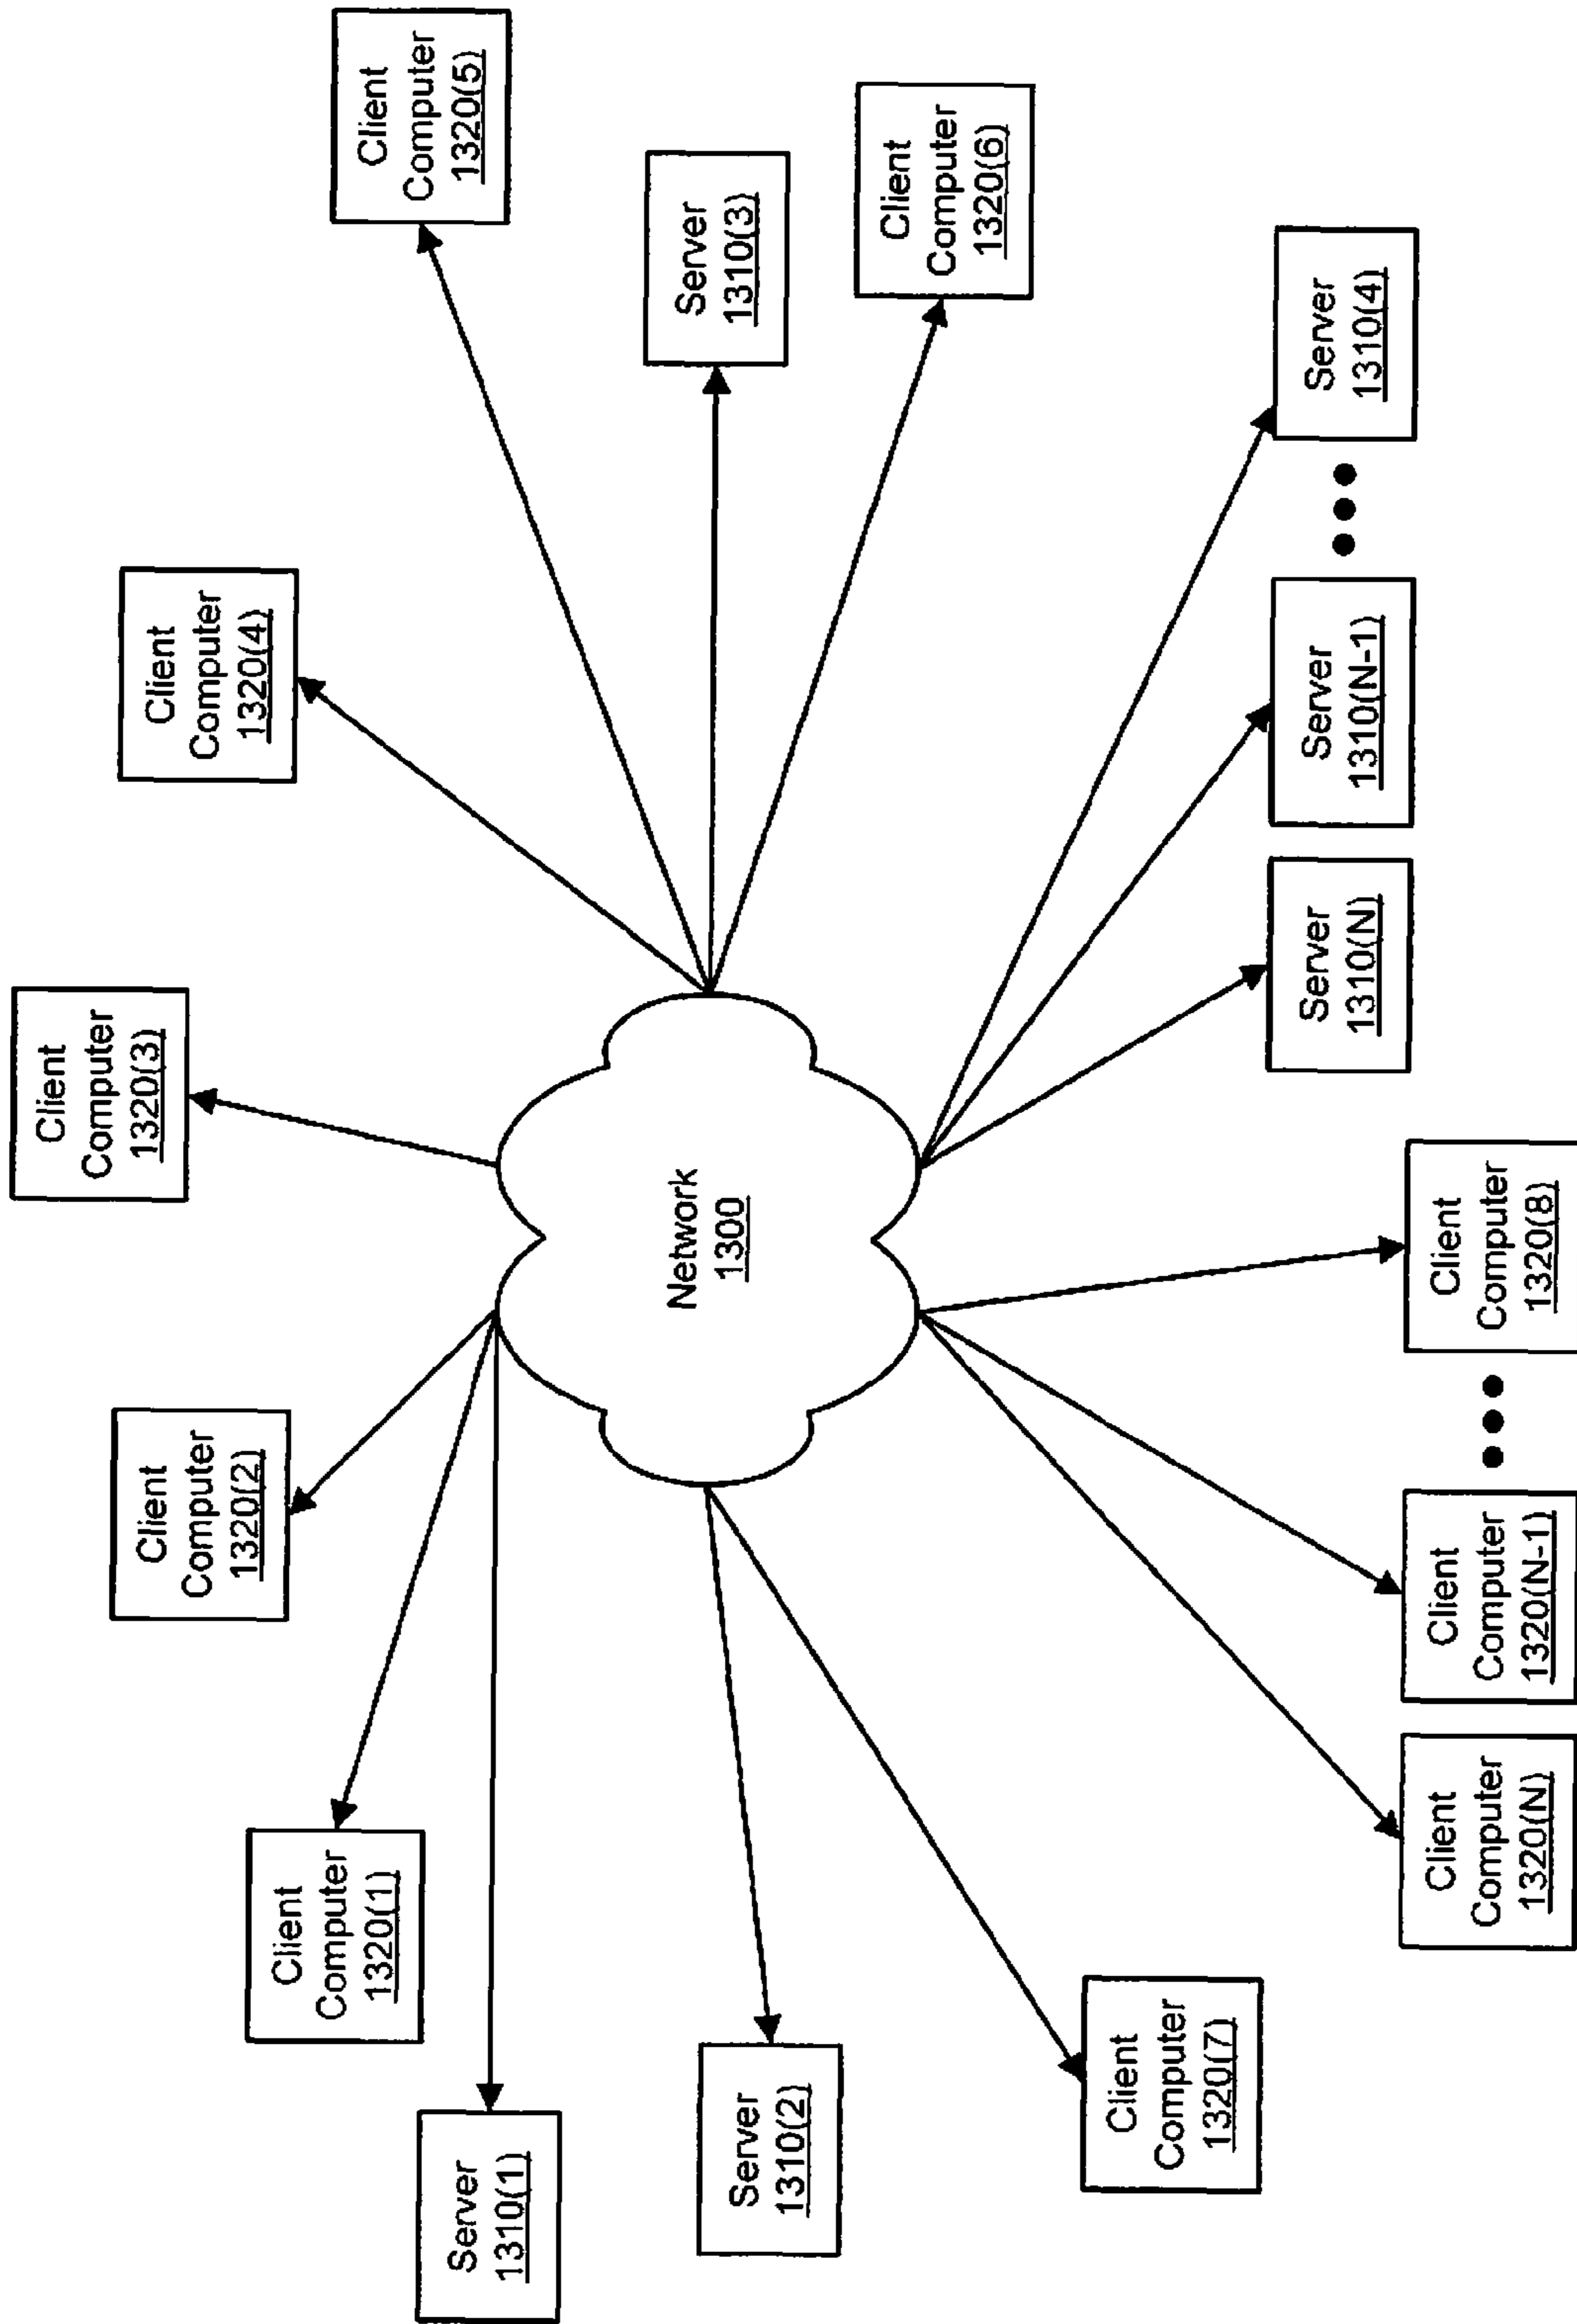 Client
Computer
1320(3)
Client
Computer
1320(2)
Client
Computer
1320(4)
Client
Computer
1320(1)
Client
Computer
1320(5)
Server
1310(1)
Network
1300
Server
1310(3)
Server
1310(2)
Client
Computer
1320(6)
Client
Computer
1320(7)
Server
1310(N)
Server
1310(N-1)
Server
1310(4)
Client
Computer
1320(N)
Client
Computer
1320(N-1)
Client
Computer
1320(8)